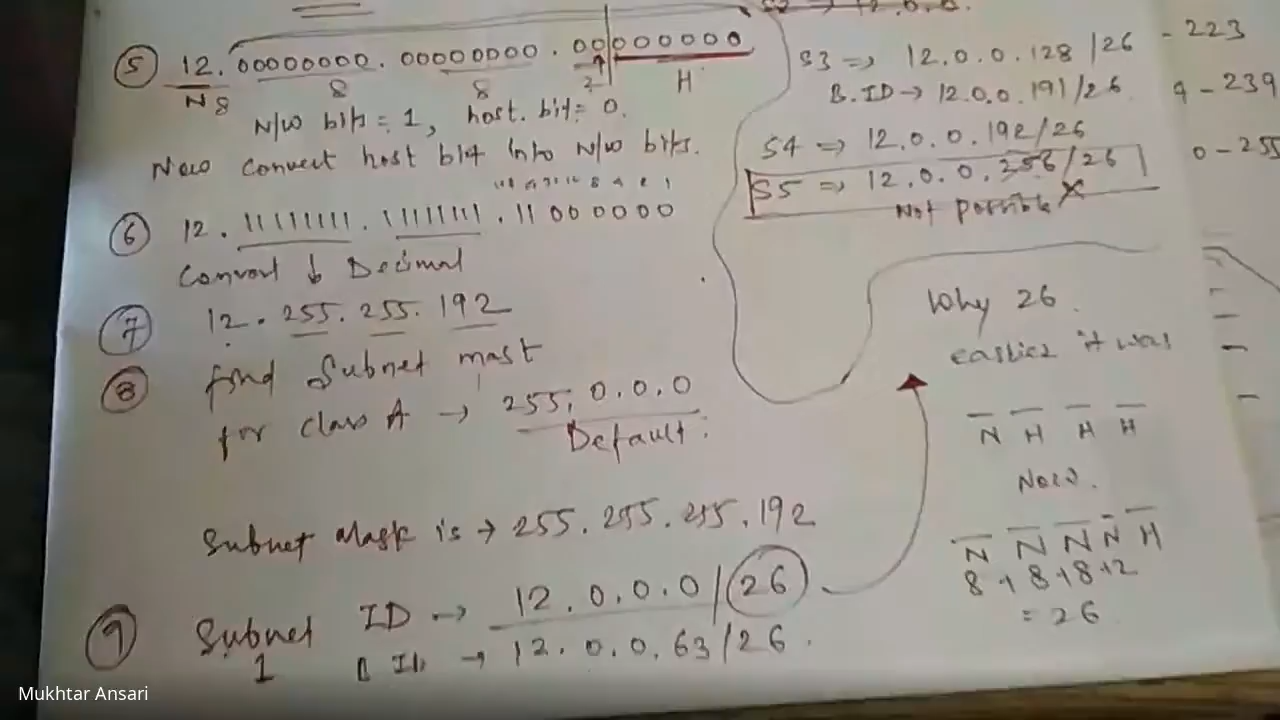 5 12.00000000.00000000.00000000
N 8 8 8 2 H
N/W bits = 1, host. bit = 0.
Now convert host bit into N/W bits.
6 12.11111111.11111111.11000000
Convert ↓ Decimal
7 12.255.255.192
8 find Subnet mast
for class A → 255.0.0.0
Default.
Subnet Mask is → 255.255.255.192
9 Subnet ID → 12.0.0.0/26
1 B ID → 12.0.0.63/26.
S3 ⇒ 12.0.0.128/26
B.ID → 12.0.0.191/26
S4 ⇒ 12.0.0.192/26
S5 ⇒ 12.0.0.256/26
Not possible X
- 223
9 - 239
0 - 255
Why 26.
earlier it was
N H H H
Now.
N N N N H
8+8+8+2
= 26
Mukhtar Ansari